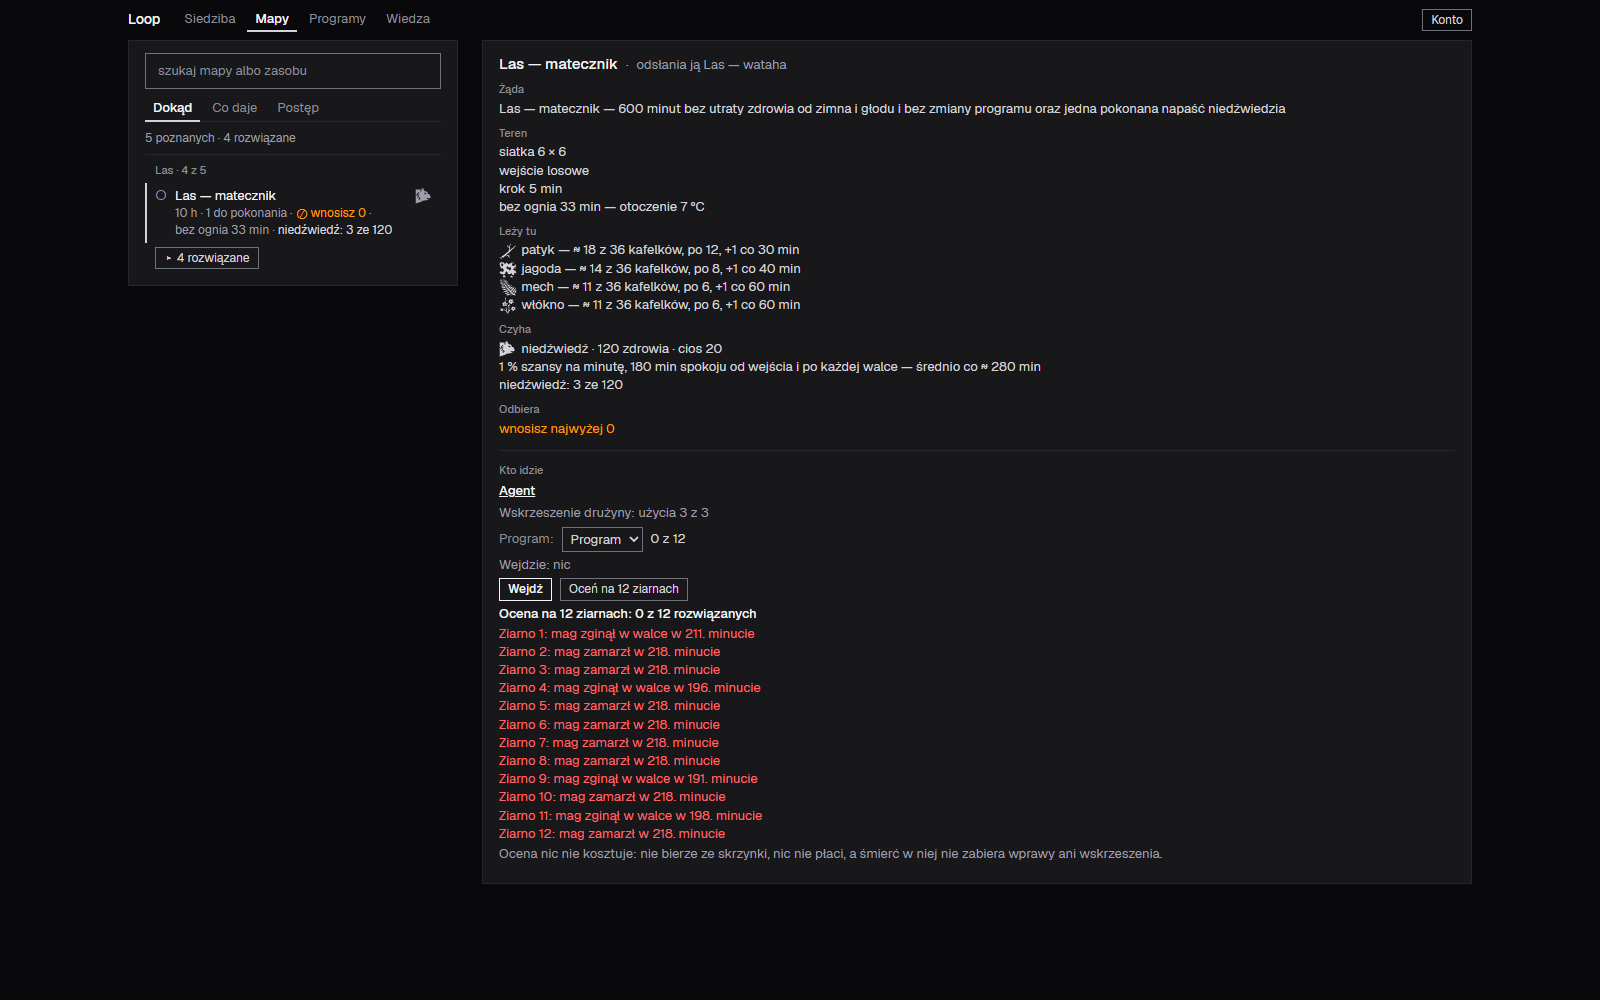 Loop Siedziba Mapy Programy Wiedza Konto
szukaj mapy albo zasobu
Dokąd Co daje Postęp
5 poznanych · 4 rozwiązane
Las · 4 z 5
Las — matecznik
10 h · 1 do pokonania · wnosisz 0 ·
bez ognia 33 min · niedźwiedź: 3 ze 120
▸ 4 rozwiązane
Las — matecznik · odsłania ją Las — wataha
Żąda
Las — matecznik — 600 minut bez utraty zdrowia od zimna i głodu i bez zmiany programu oraz jedna pokonana napaść niedźwiedzia
Teren
siatka 6 × 6
wejście losowe
krok 5 min
bez ognia 33 min — otoczenie 7 °C
Leży tu
patyk — ≈ 18 z 36 kafelków, po 12, +1 co 30 min
jagoda — ≈ 14 z 36 kafelków, po 8, +1 co 40 min
mech — ≈ 11 z 36 kafelków, po 6, +1 co 60 min
włókno — ≈ 11 z 36 kafelków, po 6, +1 co 60 min
Czyha
niedźwiedź · 120 zdrowia · cios 20
1 % szansy na minutę, 180 min spokoju od wejścia i po każdej walce — średnio co ≈ 280 min
niedźwiedź: 3 ze 120
Odbiera
wnosisz najwyżej 0
Kto idzie
Agent
Wskrzeszenie drużyny: użycia 3 z 3
Program: Program 0 z 12
Wejdzie: nic
Wejdź Oceń na 12 ziarnach
Ocena na 12 ziarnach: 0 z 12 rozwiązanych
Ziarno 1: mag zginął w walce w 211. minucie
Ziarno 2: mag zamarzł w 218. minucie
Ziarno 3: mag zamarzł w 218. minucie
Ziarno 4: mag zginął w walce w 196. minucie
Ziarno 5: mag zamarzł w 218. minucie
Ziarno 6: mag zamarzł w 218. minucie
Ziarno 7: mag zamarzł w 218. minucie
Ziarno 8: mag zamarzł w 218. minucie
Ziarno 9: mag zginął w walce w 191. minucie
Ziarno 10: mag zamarzł w 218. minucie
Ziarno 11: mag zginął w walce w 198. minucie
Ziarno 12: mag zamarzł w 218. minucie
Ocena nic nie kosztuje: nie bierze ze skrzynki, nic nie płaci, a śmierć w niej nie zabiera wprawy ani wskrzeszenia.